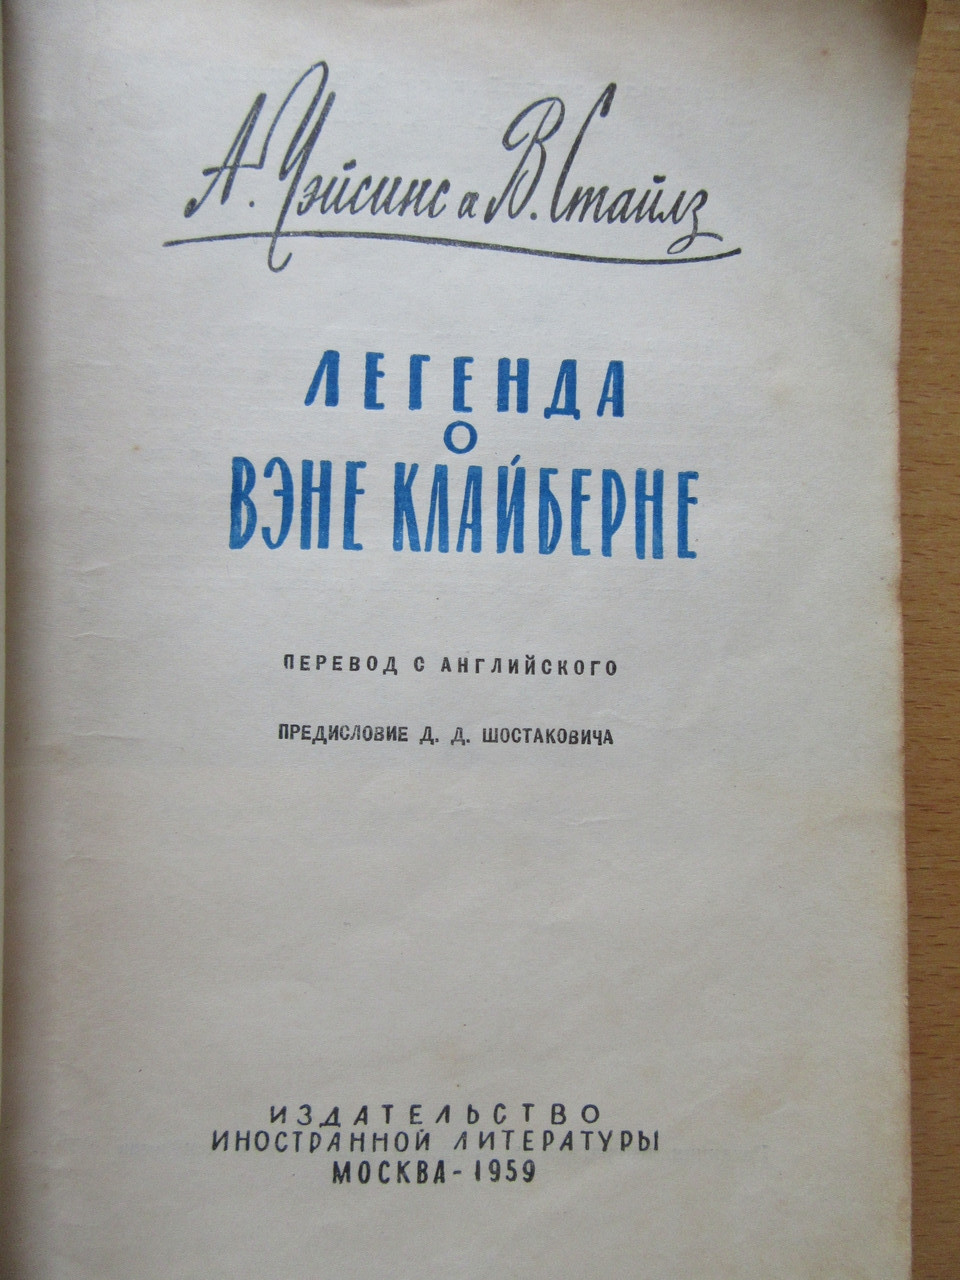 А. Чэйсинс и В. Стайлз
ЛЕГЕНДА
О
ВЭНЕ КЛАЙБЕРНЕ
ПЕРЕВОД С АНГЛИЙСКОГО
ПРЕДИСЛОВИЕ Д. Д. ШОСТАКОВИЧА
ИЗДАТЕЛЬСТВО
ИНОСТРАННОЙ ЛИТЕРАТУРЫ
МОСКВА - 1959